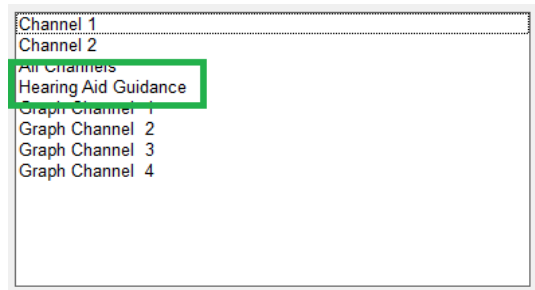 Channel 1
Channel 2
All Channels
Hearing Aid Guidance
Graph Channel 1
Graph Channel 2
Graph Channel 3
Graph Channel 4